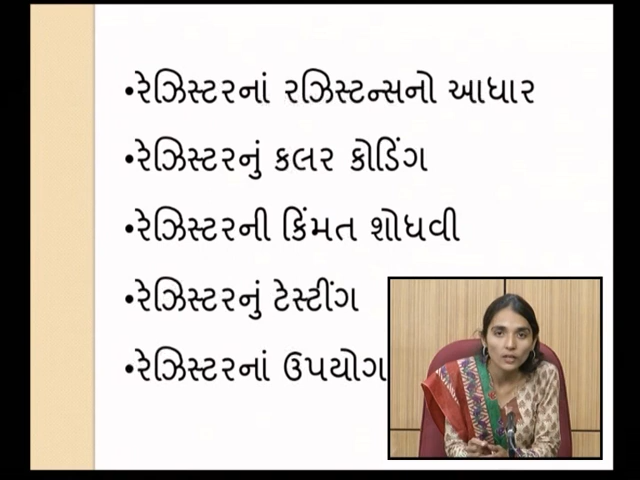 •રેઝિસ્ટરનાં રઝિસ્ટન્સનો આધાર
•રેઝિસ્ટરનું કલર કોડિંગ
•રેઝિસ્ટરની કિંમત શોધવી
•રેઝિસ્ટરનું ટેસ્ટીંગ
•રેઝિસ્ટરનાં ઉપયોગ